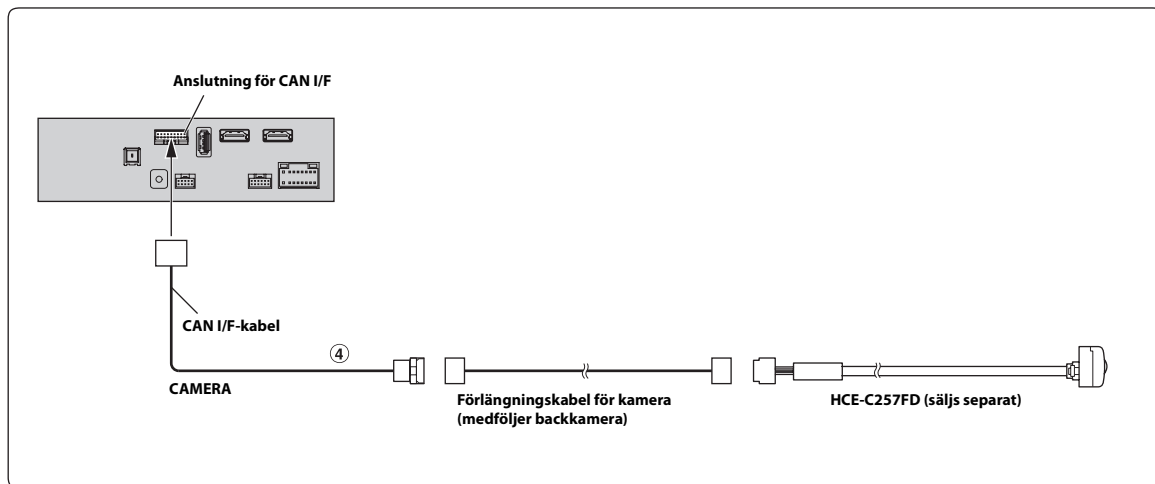 Anslutning för CAN I/F
CAN I/F-kabel
④
CAMERA
Förlängningskabel för kamera
(medföljer backkamera)
HCE-C257FD (säljs separat)